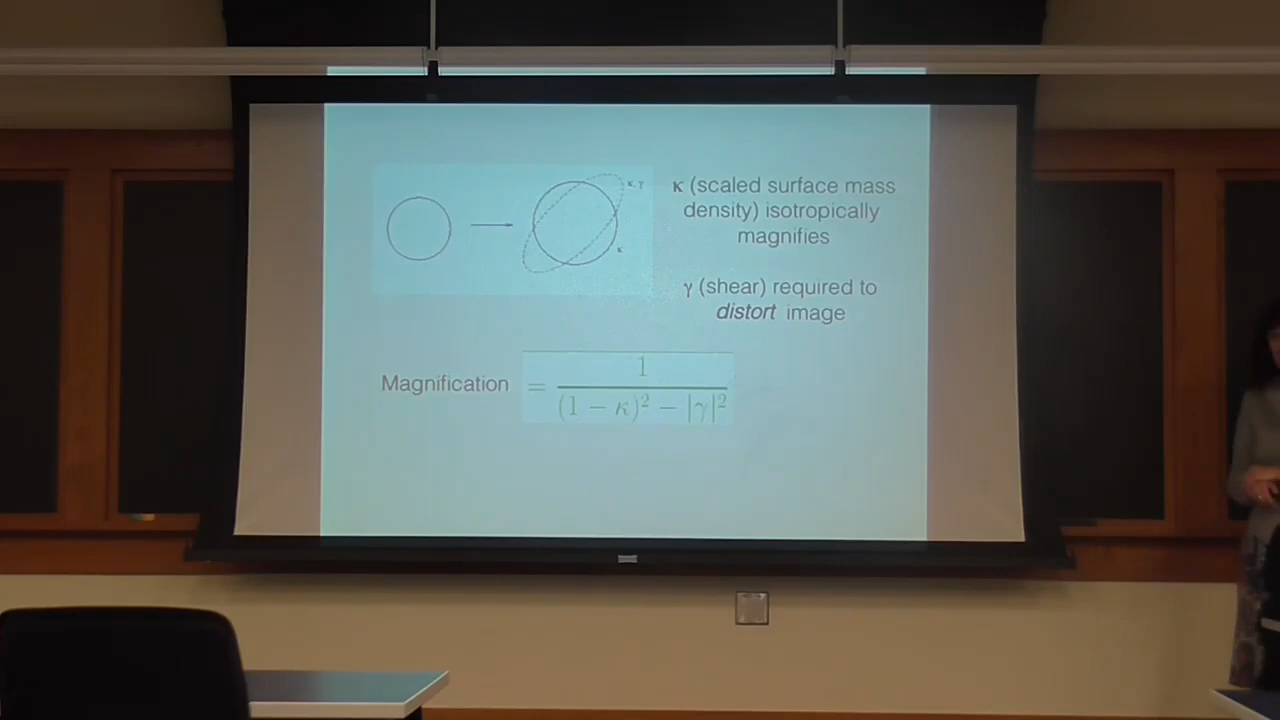 κ, γ
κ
κ (scaled surface mass
density) isotropically
magnifies
γ (shear) required to
distort image
Magnification = 1 / (1 − κ)² − |γ|²